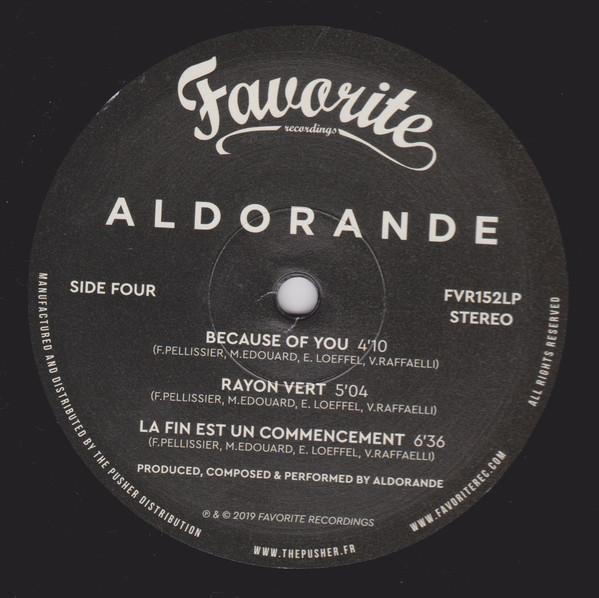 Favorite
recordings
ALDORANDE
SIDE FOUR
FVR152LP
STEREO
BECAUSE OF YOU 4'10
(F.PELLISSIER, M.EDOUARD, E. LOEFFEL, V.RAFFAELLI)
RAYON VERT 5'04
(F.PELLISSIER, M.EDOUARD, E. LOEFFEL, V.RAFFAELLI)
LA FIN EST UN COMMENCEMENT 6'36
(F.PELLISSIER, M.EDOUARD, E. LOEFFEL, V.RAFFAELLI)
PRODUCED, COMPOSED & PERFORMED BY ALDORANDE
℗ & © 2019 FAVORITE RECORDINGS
MANUFACTURED AND DISTRIBUTED BY THE PUSHER DISTRIBUTION
WWW.THEPUSHER.FR
WWW.FAVORITEREC.COM
ALL RIGHTS RESERVED